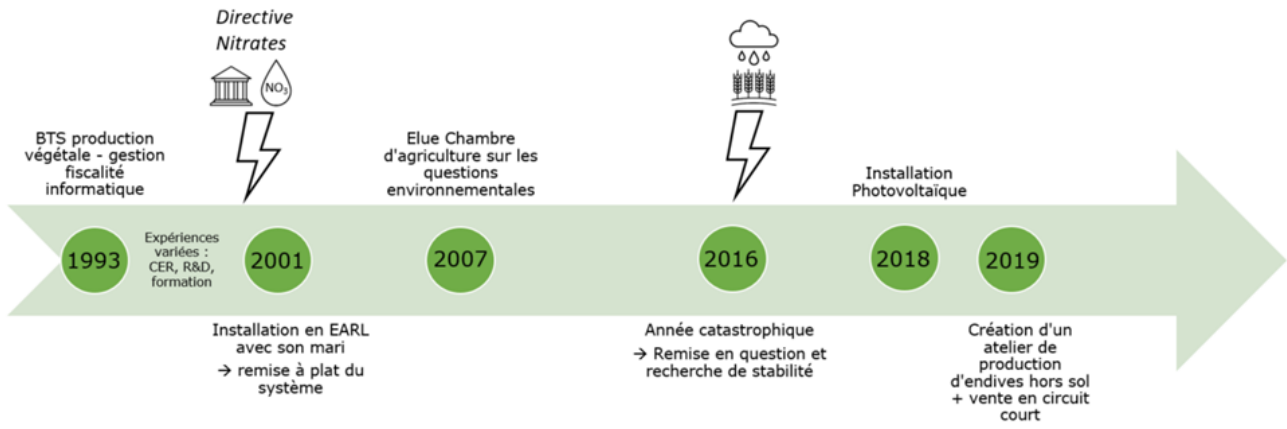 Directive
Nitrates
NO3
BTS production
végétale - gestion
fiscalité
informatique
Elue Chambre
d'agriculture sur les
questions
environnementales
Installation
Photovoltaïque
1993
Expériences
variées :
CER, R&D,
formation
2001
2007
2016
2018
2019
Installation en EARL
avec son mari
→ remise à plat du
système
Année catastrophique
→ Remise en question et
recherche de stabilité
Création d'un
atelier de
production
d'endives hors sol
+ vente en circuit
court